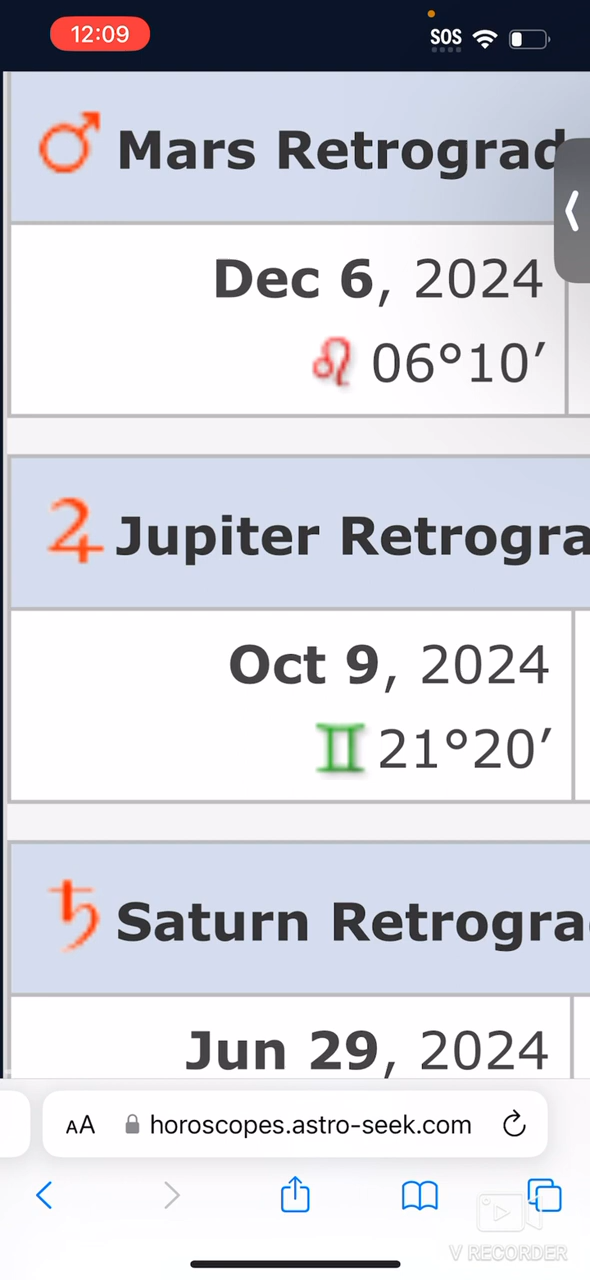 12:09
SOS
♂ Mars Retrograd
Dec 6, 2024
♌ 06°10′
♃ Jupiter Retrogra
Oct 9, 2024
♊ 21°20′
♄ Saturn Retrogra
Jun 29, 2024
AA horoscopes.astro-seek.com
V RECORDER